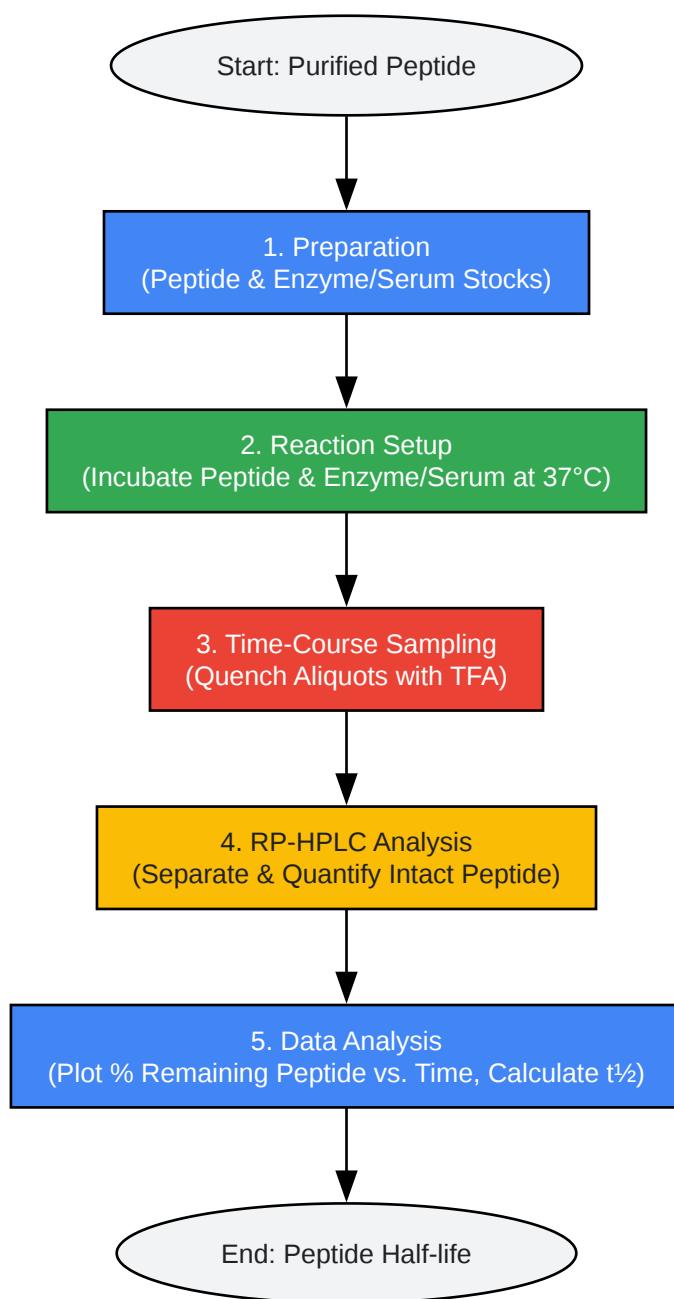 Start: Purified Peptide
1. Preparation
(Peptide & Enzyme/Serum Stocks)
2. Reaction Setup
(Incubate Peptide & Enzyme/Serum at 37°C)
3. Time-Course Sampling
(Quench Aliquots with TFA)
4. RP-HPLC Analysis
(Separate & Quantify Intact Peptide)
5. Data Analysis
(Plot % Remaining Peptide vs. Time, Calculate t½)
End: Peptide Half-life